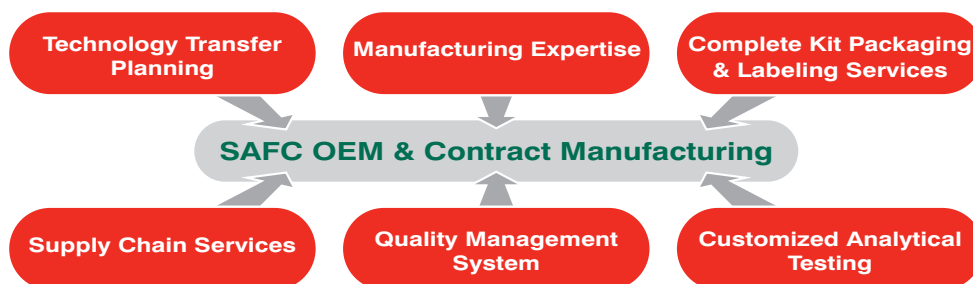 Technology Transfer
Planning
Manufacturing Expertise
Complete Kit Packaging
& Labeling Services
SAFC OEM & Contract Manufacturing
Supply Chain Services
Quality Management
System
Customized Analytical
Testing